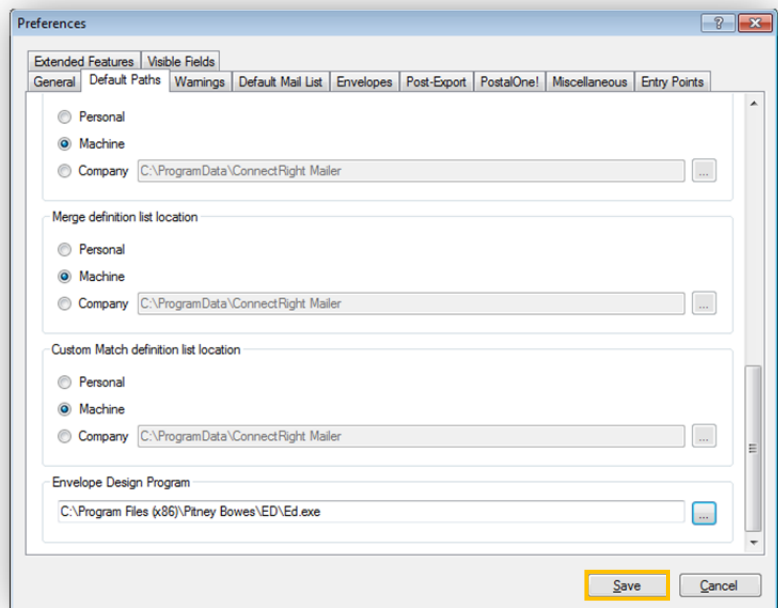 Preferences
Extended Features Visible Fields
General Default Paths Warnings Default Mail List Envelopes Post-Export PostalOne! Miscellaneous Entry Points
Personal
Machine
Company C:\ProgramData\ConnectRight Mailer ...
Merge definition list location
Personal
Machine
Company C:\ProgramData\ConnectRight Mailer ...
Custom Match definition list location
Personal
Machine
Company C:\ProgramData\ConnectRight Mailer ...
Envelope Design Program
C:\Program Files (x86)\Pitney Bowes\ED\Ed.exe ...
Save Cancel